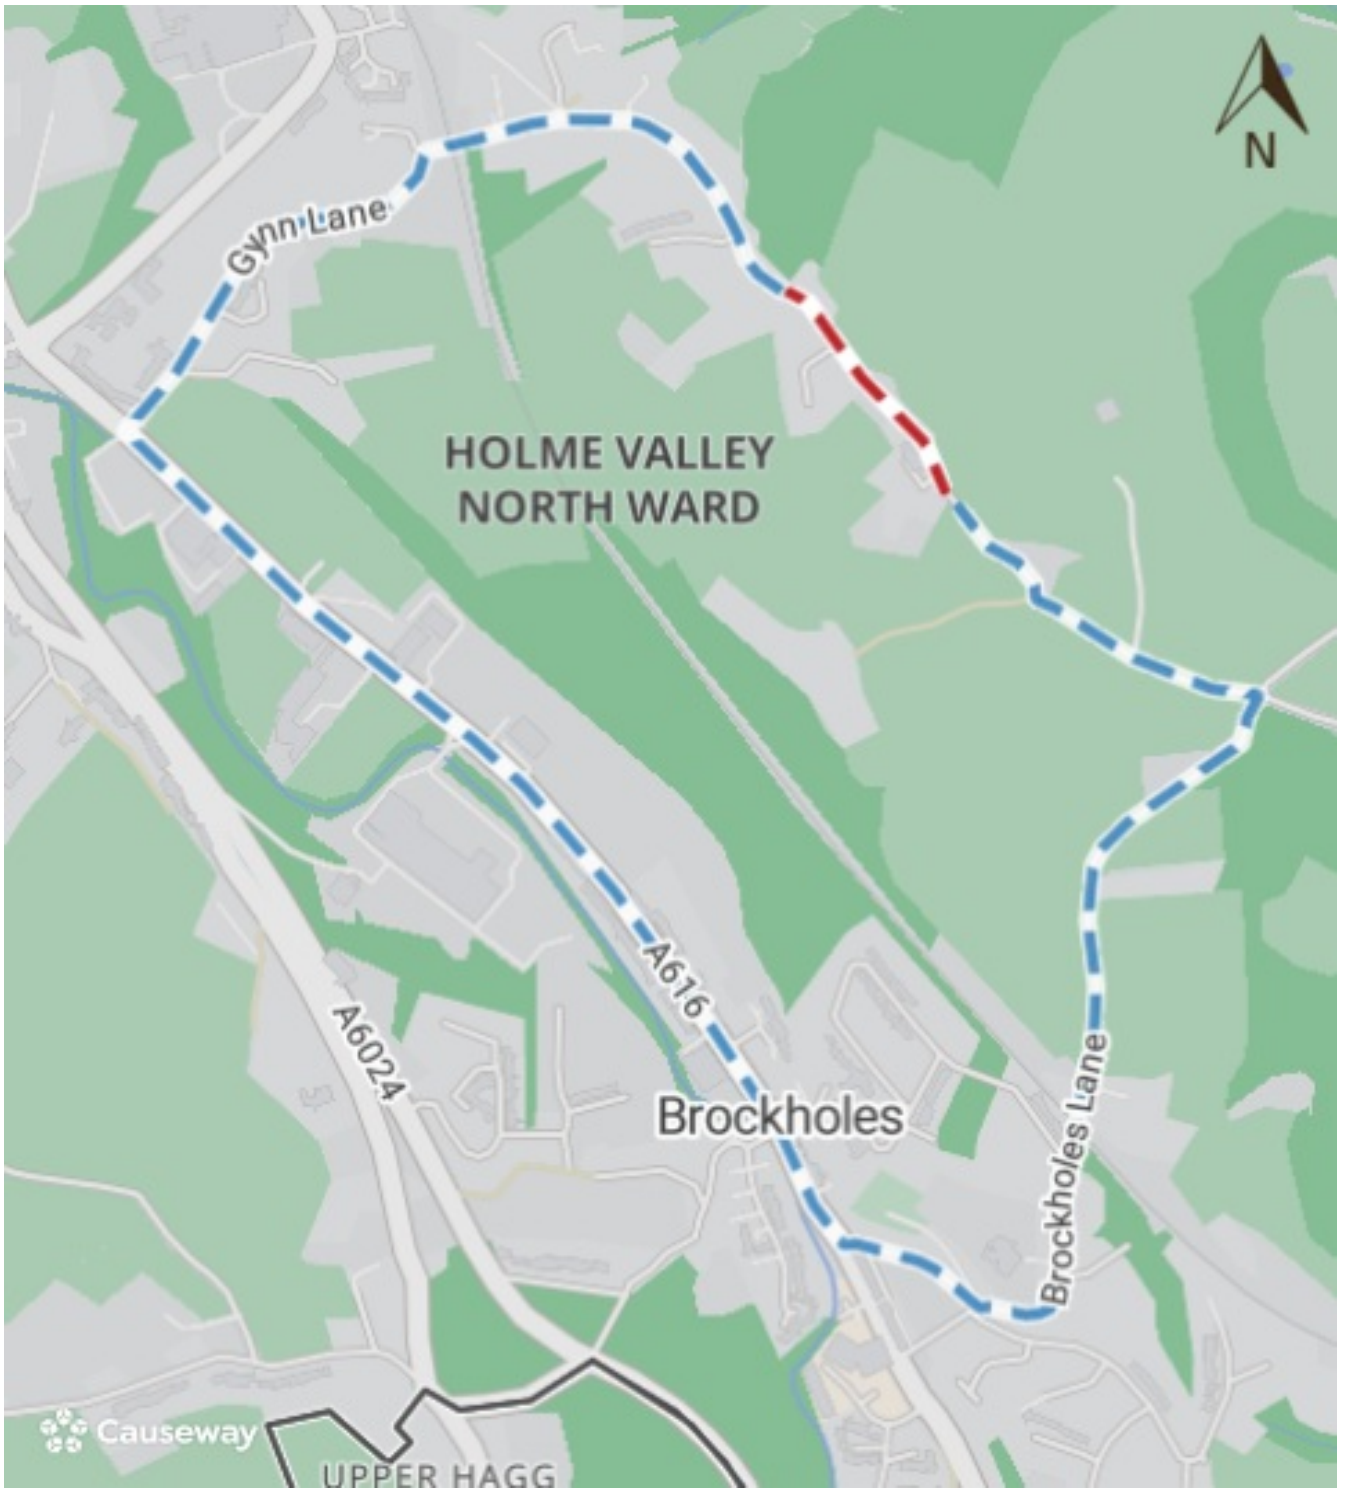 N
Gynn Lane
HOLME VALLEY
NORTH WARD
A616
A6024
Brockholes
Brockholes Lane
Causeway
UPPER HAGG